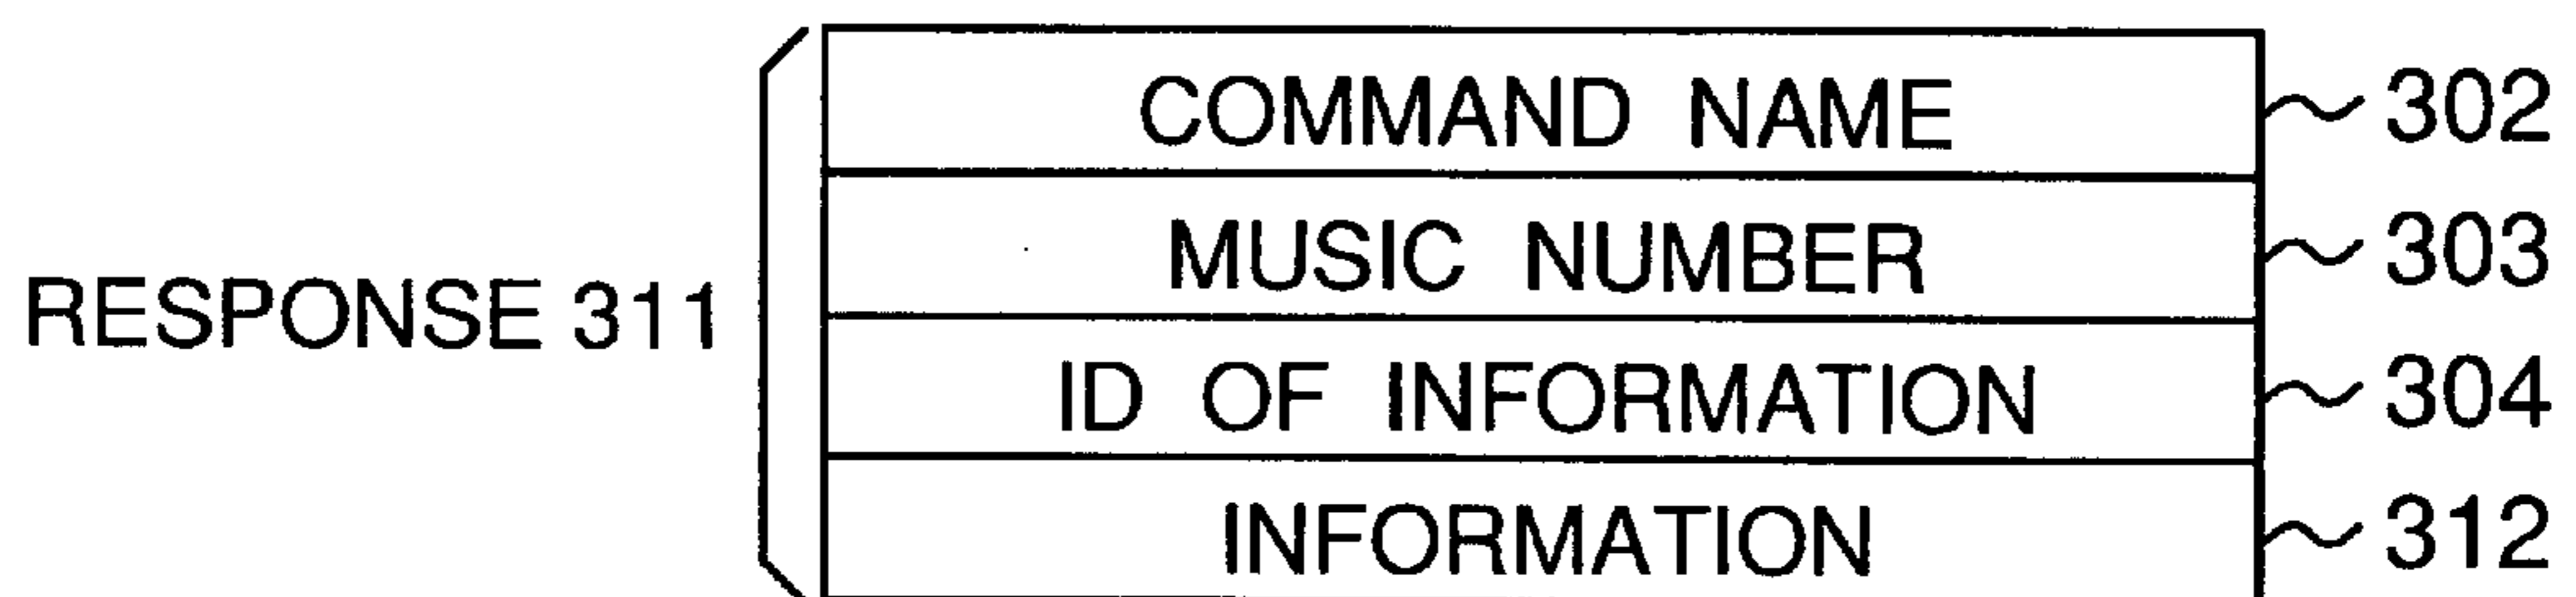 COMMAND NAME 302
MUSIC NUMBER 303
RESPONSE 311
ID OF INFORMATION 304
INFORMATION 312